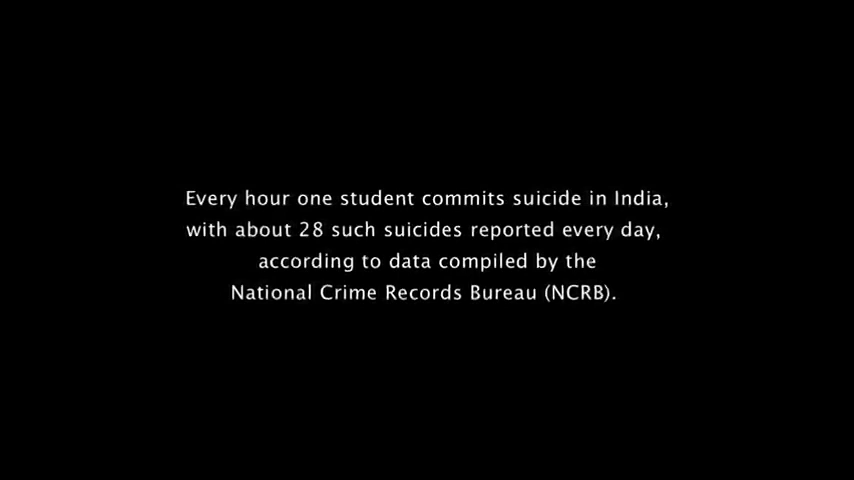 Every hour one student commits suicide in India,
with about 28 such suicides reported every day,
according to data compiled by the
National Crime Records Bureau (NCRB).